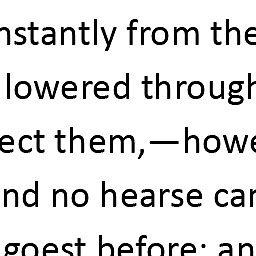 nstantly from the
lowered through
ect them,—howe
nd no hearse car
goest before; an